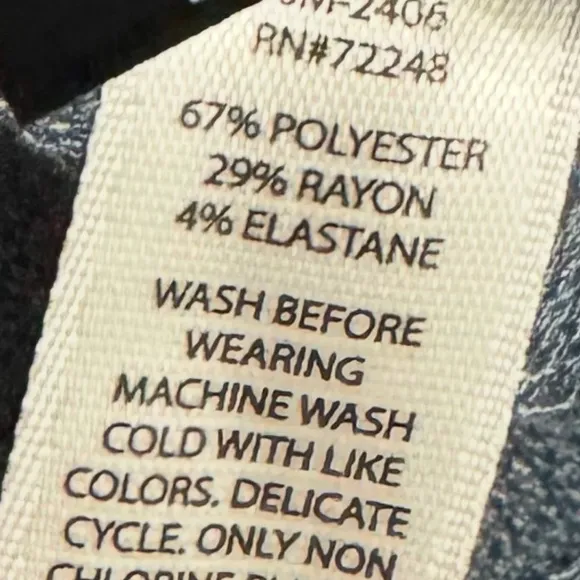 RN#72248
67% POLYESTER
29% RAYON
4% ELASTANE
WASH BEFORE
WEARING
MACHINE WASH
COLD WITH LIKE
COLORS. DELICATE
CYCLE. ONLY NON